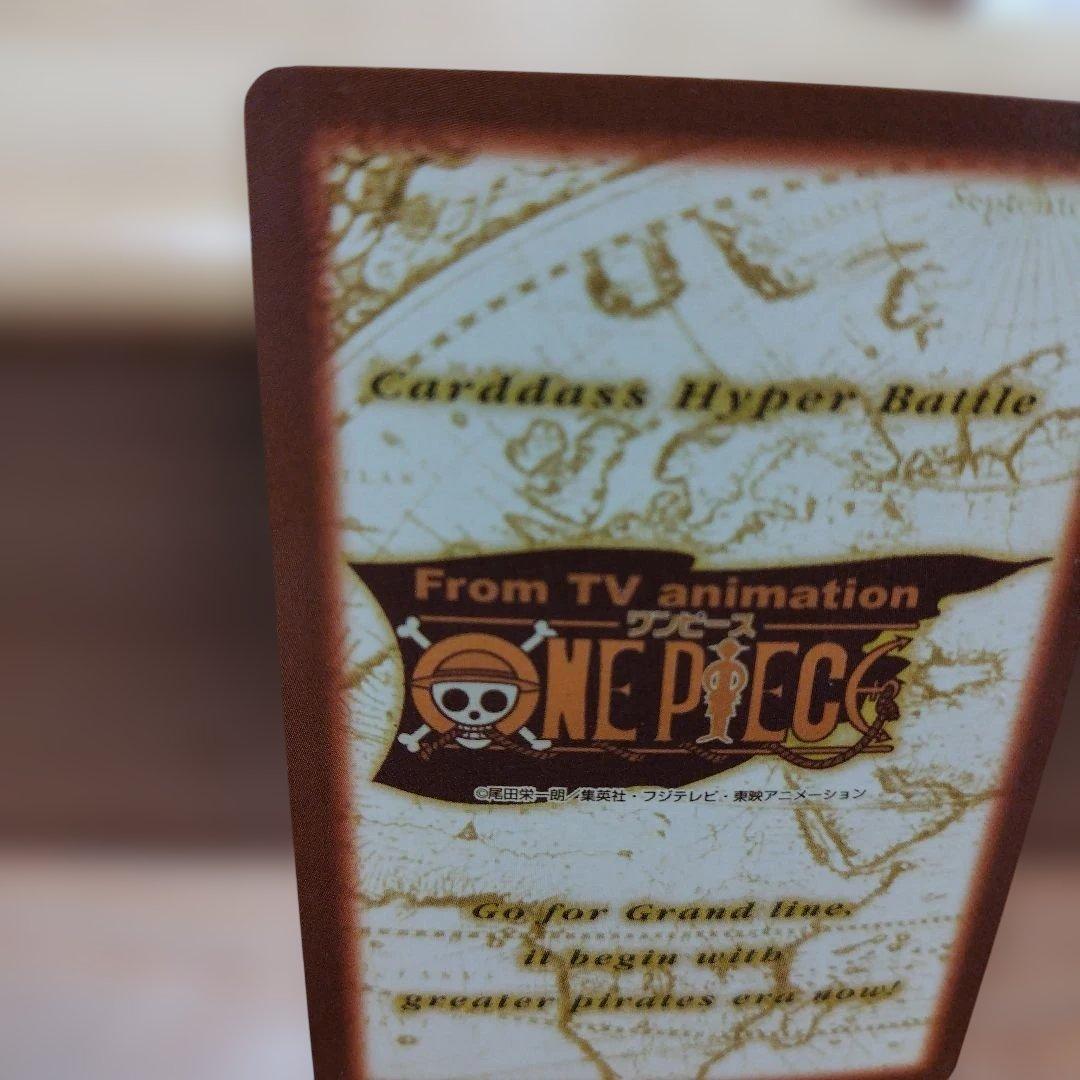 Septembe
Carddass Hyper Battle
From TV animation
ワンピース
ONE PIECE
©尾田栄一朗／集英社・フジテレビ・東映アニメーション
Go for Grand line.
it begin with
greater pirates era now!